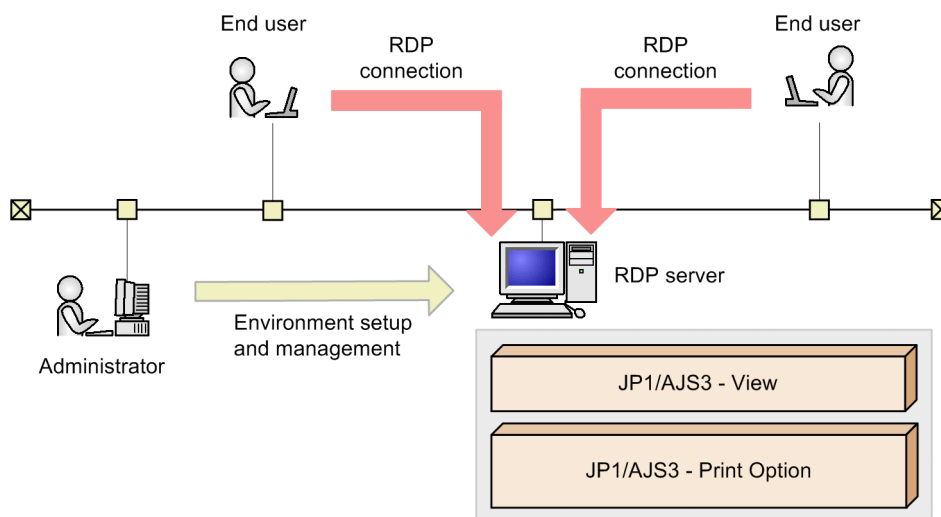 End user
RDP
connection
RDP
connection
End user
RDP server
Environment setup
and management
Administrator
JP1/AJS3 - View
JP1/AJS3 - Print Option